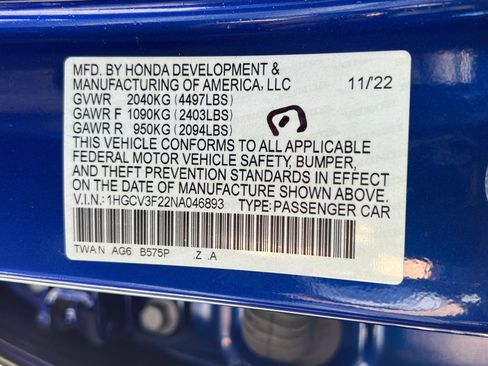 MFD. BY HONDA DEVELOPMENT &
MANUFACTURING OF AMERICA, LLC 11/'22
GVWR 2040KG (4497LBS)
GAWR F 1090KG (2403LBS)
GAWR R 950KG (2094LBS)
THIS VEHICLE CONFORMS TO ALL APPLICABLE
FEDERAL MOTOR VEHICLE SAFETY, BUMPER,
AND THEFT PREVENTION STANDARDS IN EFFECT
ON THE DATE OF MANUFACTURE SHOWN ABOVE.
V.I.N.: 1HGCV3F22NA046893 TYPE: PASSENGER CAR
TWA N AG6 B575P .Z .A